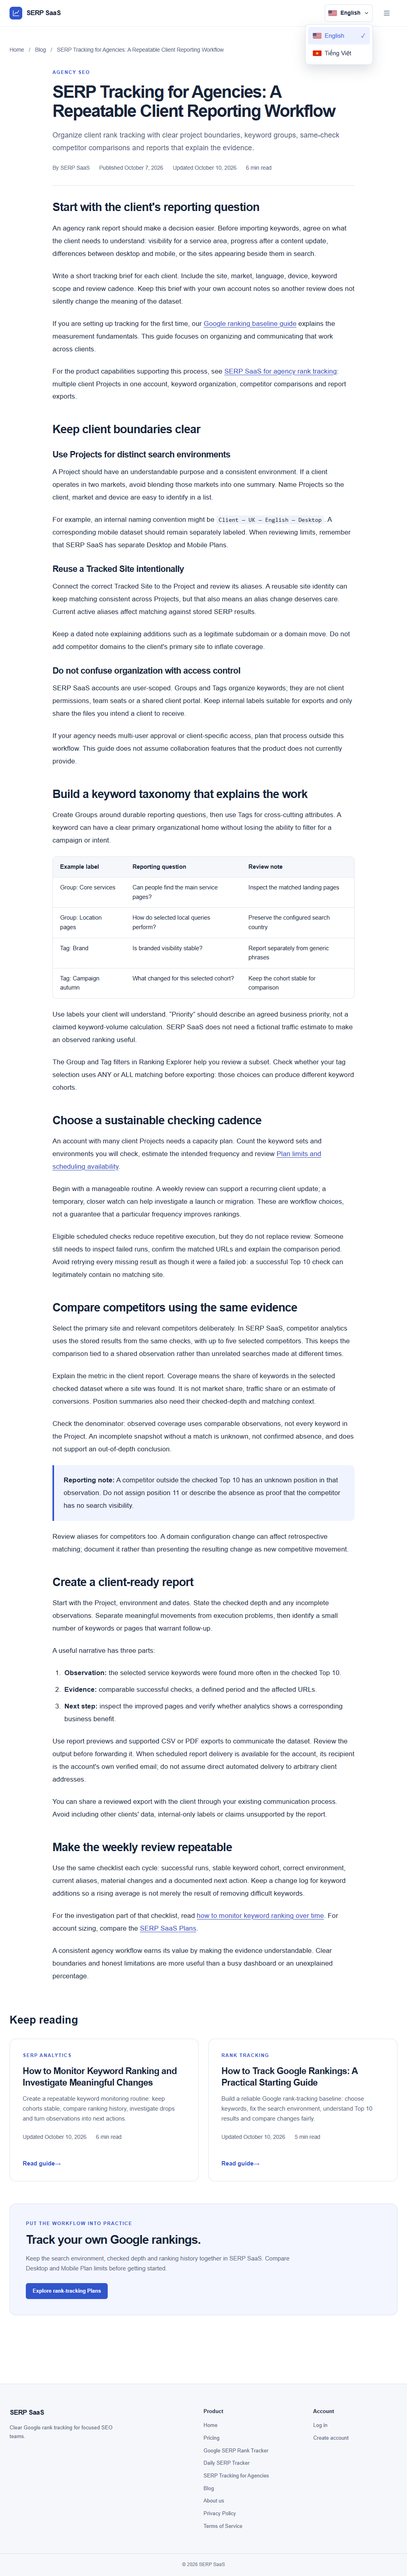 SERP SaaS
English
English
Tiếng Việt
Home / Blog / SERP Tracking for Agencies: A Repeatable Client Reporting Workflow
AGENCY SEO
SERP Tracking for Agencies: A
Repeatable Client Reporting Workflow
Organize client rank tracking with clear project boundaries, keyword groups, same-check
competitor comparisons and reports that explain the evidence.
By SERP SaaS Published October 7, 2026 Updated October 10, 2026 6 min read
Start with the client's reporting question
An agency rank report should make a decision easier. Before importing keywords, agree on what
the client needs to understand: visibility for a service area, progress after a content update,
differences between desktop and mobile, or the sites appearing beside them in search.
Write a short tracking brief for each client. Include the site, market, language, device, keyword
scope and review cadence. Keep this brief with your own account notes so another review does not
silently change the meaning of the dataset.
If you are setting up tracking for the first time, our Google ranking baseline guide explains the
measurement fundamentals. This guide focuses on organizing and communicating that work
across clients.
For the product capabilities supporting this process, see SERP SaaS for agency rank tracking:
multiple client Projects in one account, keyword organization, competitor comparisons and report
exports.
Keep client boundaries clear
Use Projects for distinct search environments
A Project should have an understandable purpose and a consistent environment. If a client
operates in two markets, avoid blending those markets into one summary. Name Projects so the
client, market and device are easy to identify in a list.
For example, an internal naming convention might be Client — UK — English — Desktop. A
corresponding mobile dataset should remain separately labeled. When reviewing limits, remember
that SERP SaaS has separate Desktop and Mobile Plans.
Reuse a Tracked Site intentionally
Connect the correct Tracked Site to the Project and review its aliases. A reusable site identity can
keep matching consistent across Projects, but that also means an alias change deserves care.
Current active aliases affect matching against stored SERP results.
Keep a dated note explaining additions such as a legitimate subdomain or a domain move. Do not
add competitor domains to the client's primary site to inflate coverage.
Do not confuse organization with access control
SERP SaaS accounts are user-scoped. Groups and Tags organize keywords; they are not client
permissions, team seats or a shared client portal. Keep internal labels suitable for exports and only
share the files you intend a client to receive.
If your agency needs multi-user approval or client-specific access, plan that process outside this
workflow. This guide does not assume collaboration features that the product does not currently
provide.
Build a keyword taxonomy that explains the work
Create Groups around durable reporting questions, then use Tags for cross-cutting attributes. A
keyword can have a clear primary organizational home without losing the ability to filter for a
campaign or intent.
Example label Reporting question Review note
Group: Core services Can people find the main service
pages? Inspect the matched landing pages
Group: Location
pages How do selected local queries
perform? Preserve the configured search
country
Tag: Brand Is branded visibility stable? Report separately from generic
phrases
Tag: Campaign
autumn What changed for this selected cohort? Keep the cohort stable for
comparison
Use labels your client will understand. "Priority" should describe an agreed business priority, not a
claimed keyword-volume calculation. SERP SaaS does not need a fictional traffic estimate to make
an observed ranking useful.
The Group and Tag filters in Ranking Explorer help you review a subset. Check whether your tag
selection uses ANY or ALL matching before exporting: those choices can produce different keyword
cohorts.
Choose a sustainable checking cadence
An account with many client Projects needs a capacity plan. Count the keyword sets and
environments you will check, estimate the intended frequency and review Plan limits and
scheduling availability.
Begin with a manageable routine. A weekly review can support a recurring client update; a
temporary, closer watch can help investigate a launch or migration. These are workflow choices,
not a guarantee that a particular frequency improves rankings.
Eligible scheduled checks reduce repetitive execution, but they do not replace review. Someone
still needs to inspect failed runs, confirm the matched URLs and explain the comparison period.
Avoid retrying every missing result as though it were a failed job: a successful Top 10 check can
legitimately contain no matching site.
Compare competitors using the same evidence
Select the primary site and relevant competitors deliberately. In SERP SaaS, competitor analytics
uses the stored results from the same checks, with up to five selected competitors. This keeps the
comparison tied to a shared observation rather than unrelated searches made at different times.
Explain the metric in the client report. Coverage means the share of keywords in the selected
checked dataset where a site was found. It is not market share, traffic share or an estimate of
conversions. Position summaries also need their checked-depth and matching context.
Check the denominator: observed coverage uses comparable observations, not every keyword in
the Project. An incomplete snapshot without a match is unknown, not confirmed absence, and does
not support an out-of-depth conclusion.
Reporting note: A competitor outside the checked Top 10 has an unknown position in that
observation. Do not assign position 11 or describe the absence as proof that the competitor
has no search visibility.
Review aliases for competitors too. A domain configuration change can affect retrospective
matching; document it rather than presenting the resulting change as new competitive movement.
Create a client-ready report
Start with the Project, environment and dates. State the checked depth and any incomplete
observations. Separate meaningful movements from execution problems, then identify a small
number of keywords or pages that warrant follow-up.
A useful narrative has three parts:
1. Observation: the selected service keywords were found more often in the checked Top 10.
2. Evidence: comparable successful checks, a defined period and the affected URLs.
3. Next step: inspect the improved pages and verify whether analytics shows a corresponding
business benefit.
Use report previews and supported CSV or PDF exports to communicate the dataset. Review the
output before forwarding it. When scheduled report delivery is available for the account, its recipient
is the account's own verified email; do not assume direct automated delivery to arbitrary client
addresses.
You can share a reviewed export with the client through your existing communication process.
Avoid including other clients' data, internal-only labels or claims unsupported by the report.
Make the weekly review repeatable
Use the same checklist each cycle: successful runs, stable keyword cohort, correct environment,
current aliases, material changes and a documented next action. Keep a change log for keyword
additions so a rising average is not merely the result of removing difficult keywords.
For the investigation part of that checklist, read how to monitor keyword ranking over time. For
account sizing, compare the SERP SaaS Plans.
A consistent agency workflow earns its value by making the evidence understandable. Clear
boundaries and honest limitations are more useful than a busy dashboard or an unexplained
percentage.
Keep reading
SERP ANALYTICS
How to Monitor Keyword Ranking and
Investigate Meaningful Changes
Create a repeatable keyword monitoring routine: keep
cohorts stable, compare ranking history, investigate drops
and turn observations into next actions.
Updated October 10, 2026 6 min read
Read guide→
RANK TRACKING
How to Track Google Rankings: A
Practical Starting Guide
Build a reliable Google rank-tracking baseline: choose
keywords, fix the search environment, understand Top 10
results and compare changes fairly.
Updated October 10, 2026 5 min read
Read guide→
PUT THE WORKFLOW INTO PRACTICE
Track your own Google rankings.
Keep the search environment, checked depth and ranking history together in SERP SaaS. Compare
Desktop and Mobile Plan limits before getting started.
Explore rank-tracking Plans
SERP SaaS
Clear Google rank tracking for focused SEO
teams.
Product
Home
Pricing
Google SERP Rank Tracker
Daily SERP Tracker
SERP Tracking for Agencies
Blog
About us
Privacy Policy
Terms of Service
Account
Log in
Create account
© 2026 SERP SaaS